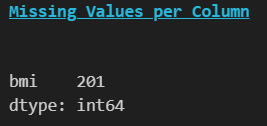 Missing Values per Column
bmi    201
dtype: int64